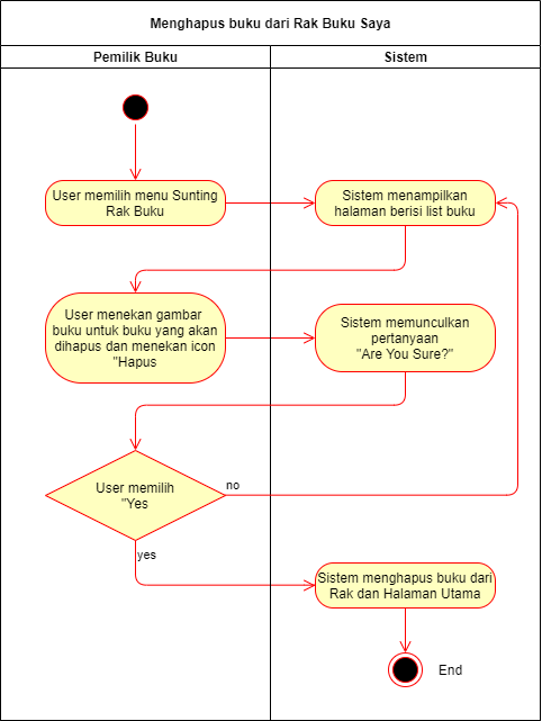 Menghapus buku dari Rak Buku Saya
Pemilik Buku
Sistem
User memilih menu Sunting
Rak Buku
Sistem menampilkan
halaman berisi list buku
User menekan gambar
buku untuk buku yang akan
dihapus dan menekan icon
"Hapus
Sistem memunculkan
pertanyaan
"Are You Sure?"
User memilih
"Yes
no
yes
Sistem menghapus buku dari
Rak dan Halaman Utama
End